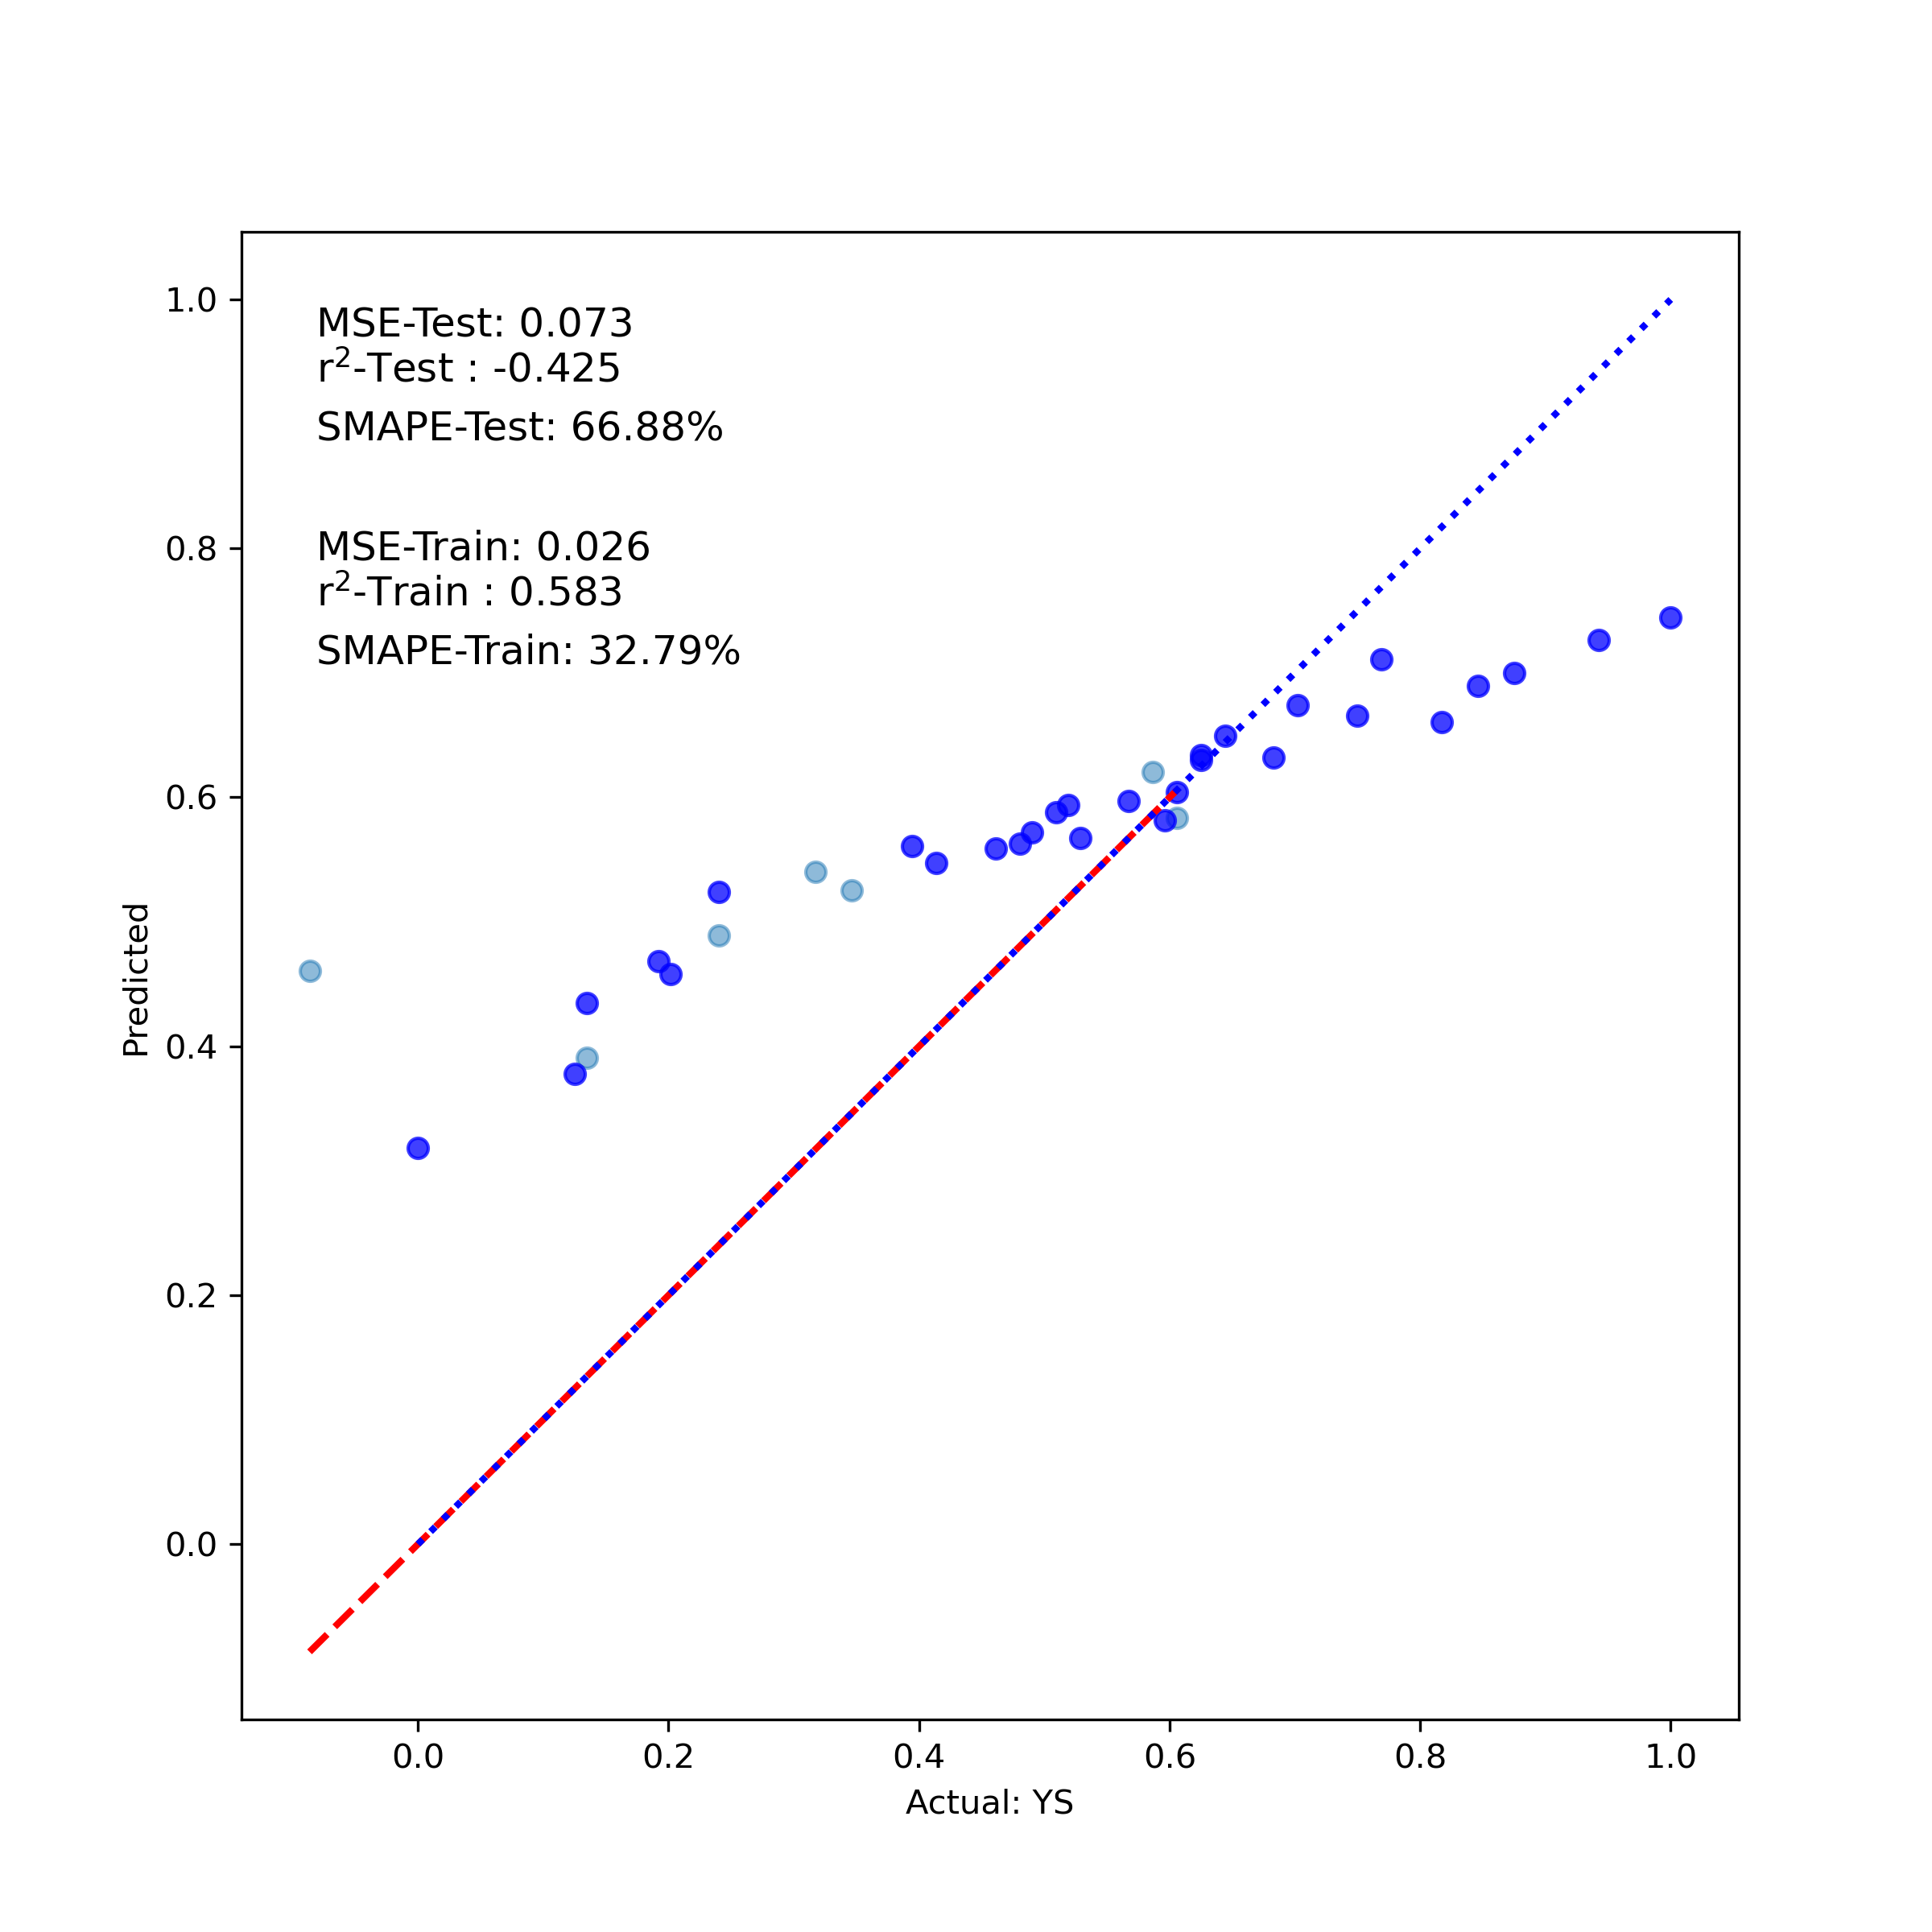 MSE-Test: 0.073
r²-Test : -0.425
SMAPE-Test: 66.88%
MSE-Train: 0.026
r²-Train : 0.583
SMAPE-Train: 32.79%
1.0
0.8
0.6
0.4
0.2
0.0
Predicted
0.0 0.2 0.4 0.6 0.8 1.0
Actual: YS